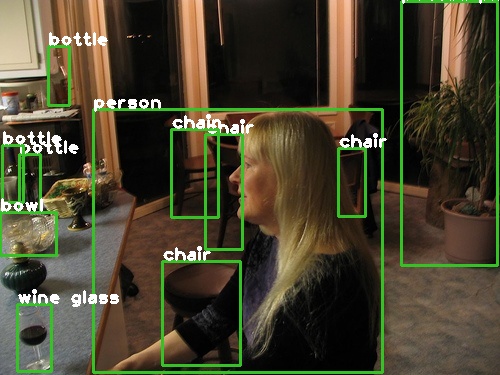 bottle
person
chair
chair
bottle
bottle
chair
bowl
chair
wine glass